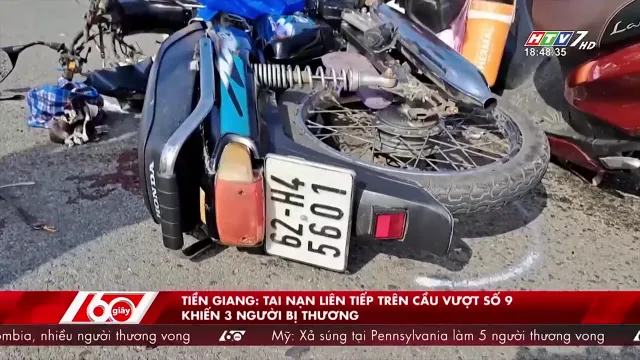 HTV7 HD
18:48:35
HONDA
62-H4
5601
60 giây
TIỀN GIANG: TAI NẠN LIÊN TIẾP TRÊN CẦU VƯỢT SỐ 9
KHIẾN 3 NGƯỜI BỊ THƯƠNG
ombia, nhiều người thương vong
Mỹ: Xả súng tại Pennsylvania làm 5 người thương vong